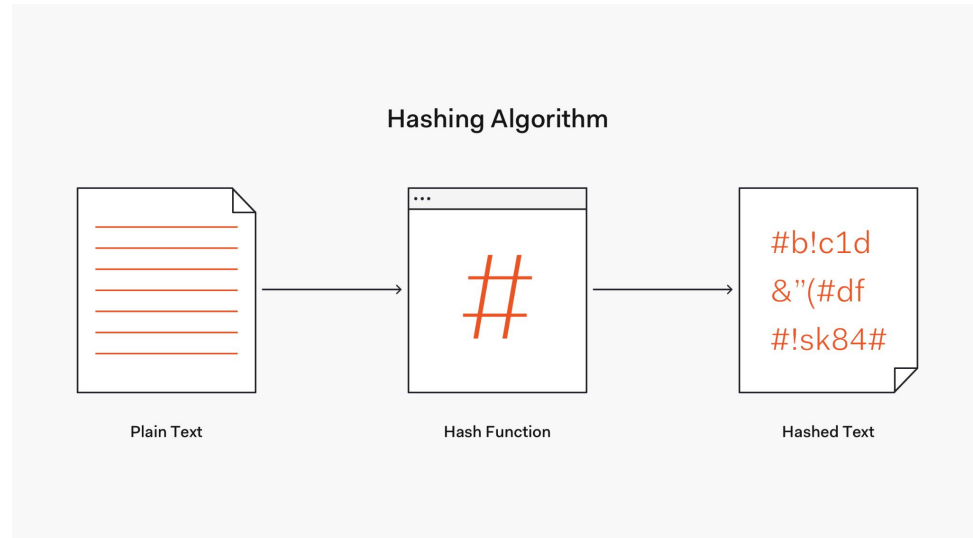 Hashing Algorithm
#
#b!c1d
&”(#df
#!sk84#
Plain Text
Hash Function
Hashed Text